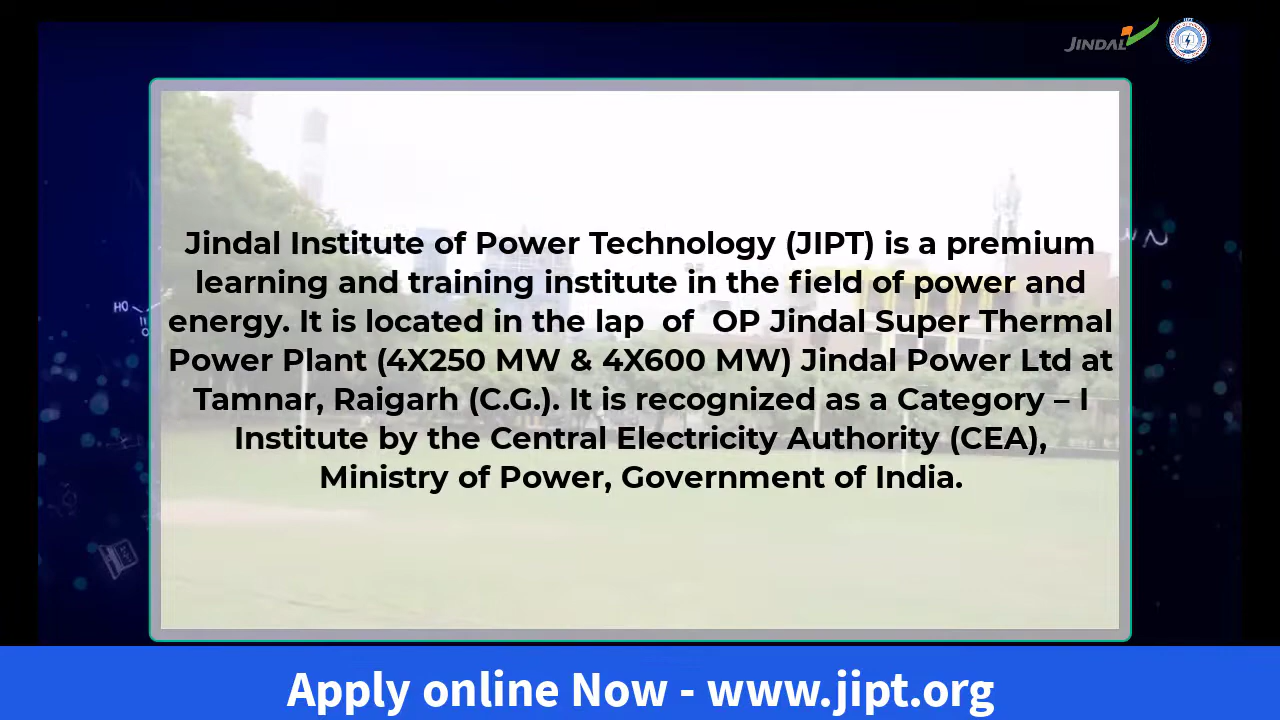 JINDAL
JIPT
Jindal Institute of Power Technology (JIPT) is a premium
learning and training institute in the field of power and
energy. It is located in the lap  of  OP Jindal Super Thermal
Power Plant (4X250 MW & 4X600 MW) Jindal Power Ltd at
Tamnar, Raigarh (C.G.). It is recognized as a Category – I
Institute by the Central Electricity Authority (CEA),
Ministry of Power, Government of India.
HO
Apply online Now - www.jipt.org